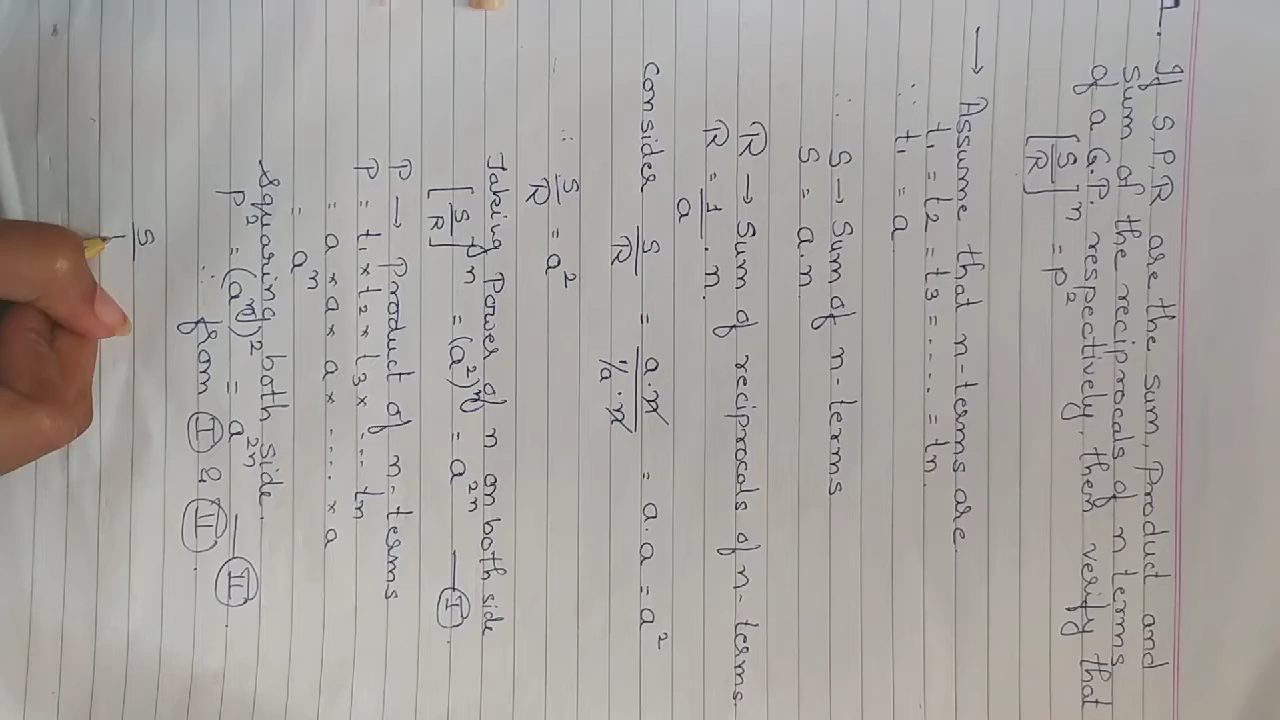 1. If S, P, R are the sum, Product and
Sum of the reciprocals of n terms
of a G.P. respectively, then verify that
[S/R]^n = p^2
→ Assume that n-terms are
t1 = t2 = t3 = ..... = tn.
∵ t1 = a
∴ S → Sum of n-terms
S = a.n
R → Sum of reciprocals of n-terms.
R = 1/a . n.
Consider S/R = a.n / 1/a.n = a.a = a^2
∴ S/R = a^2
Taking Power of n on both side
[S/R]^n = (a^2)^n = a^2n — I
P → Product of n-terms
P = t1 × t2 × t3 × ... tn
= a × a × a × ..... × a
= a^n
Squaring both side.
P^2 = (a^n)^2 = a^2n — II
∴ from I & II.
S